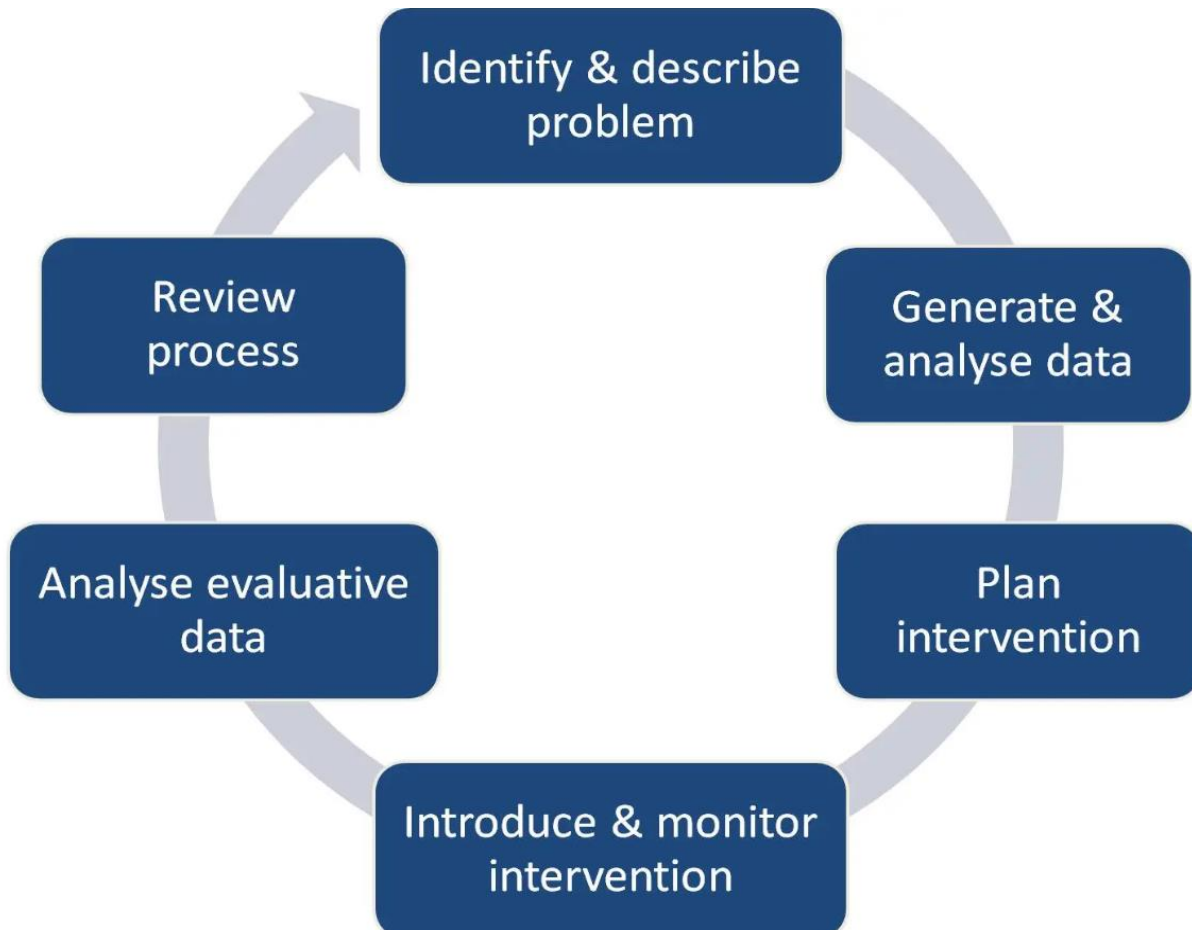 Identify & describe
problem
Generate &
analyse data
Plan
intervention
Introduce & monitor
intervention
Analyse evaluative
data
Review
process